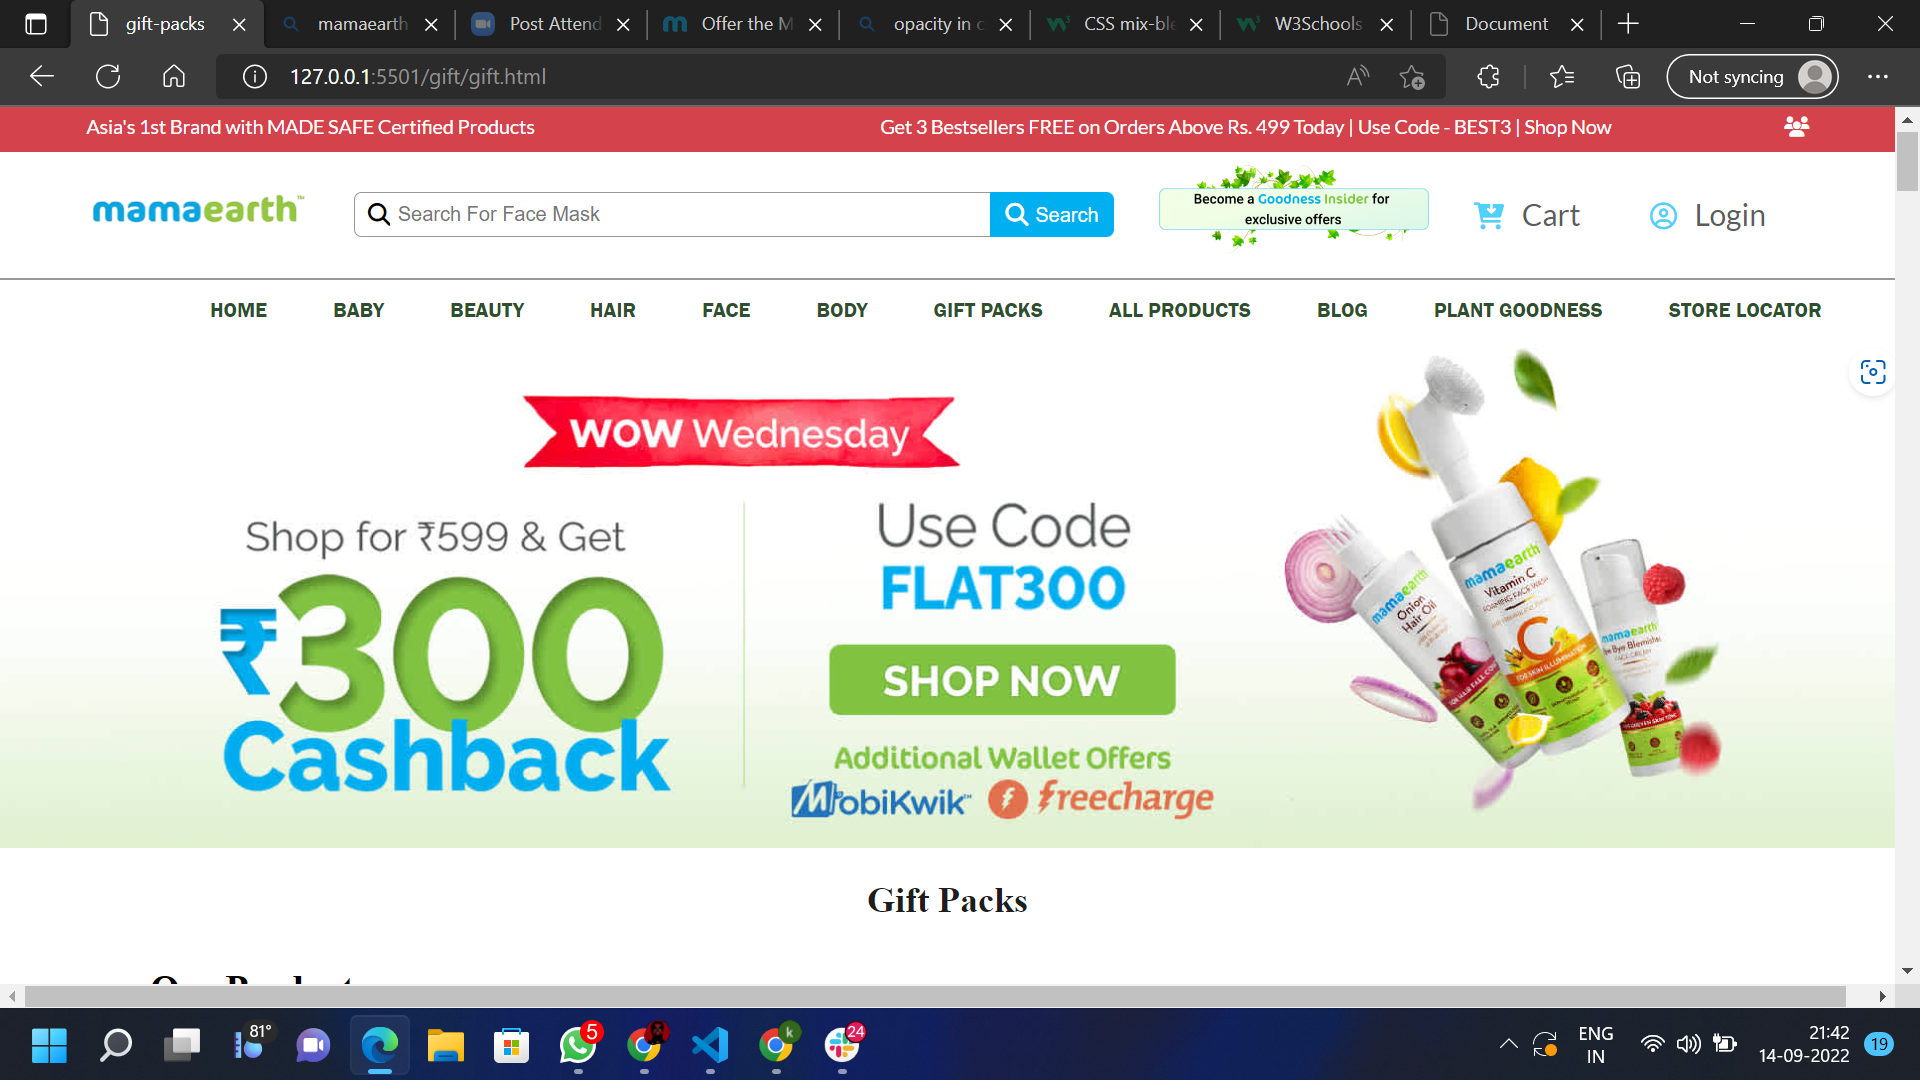 gift-packs
mamaearth
Post Attend
Offer the M
opacity in c
CSS mix-ble
W3Schools
Document
127.0.0.1:5501/gift/gift.html
Not syncing
Asia's 1st Brand with MADE SAFE Certified Products
Get 3 Bestsellers FREE on Orders Above Rs. 499 Today | Use Code - BEST3 | Shop Now
mamaearth™
Search For Face Mask
Search
Become a Goodness Insider for
exclusive offers
Cart
Login
HOME BABY BEAUTY HAIR FACE BODY GIFT PACKS ALL PRODUCTS BLOG PLANT GOODNESS STORE LOCATOR
WOW Wednesday
Shop for ₹599 & Get
₹300
Cashback
Use Code
FLAT300
SHOP NOW
Additional Wallet Offers
MobiKwik™ freecharge
mamaearth
Onion
Hair Oil
mamaearth
Vitamin C
FOAMING FACE WASH
C
FOR SKIN ILLUMINATION
mamaearth
Bye Bye Blemishes
FACE CREAM
Gift Packs
81°
5
k
24
ENG
IN
21:42
14-09-2022
19